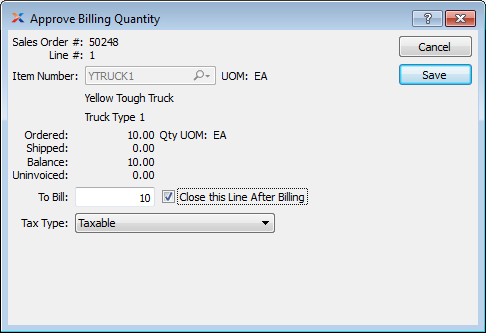 Approve Billing Quantity
Sales Order #: 50248
Cancel
Line #: 1
Item Number: YTRUCK1 UOM: EA
Save
Yellow Tough Truck
Truck Type 1
Ordered: 10.00 Qty UOM: EA
Shipped: 0.00
Balance: 10.00
Uninvoiced: 0.00
To Bill: 10 Close this Line After Billing
Tax Type: Taxable